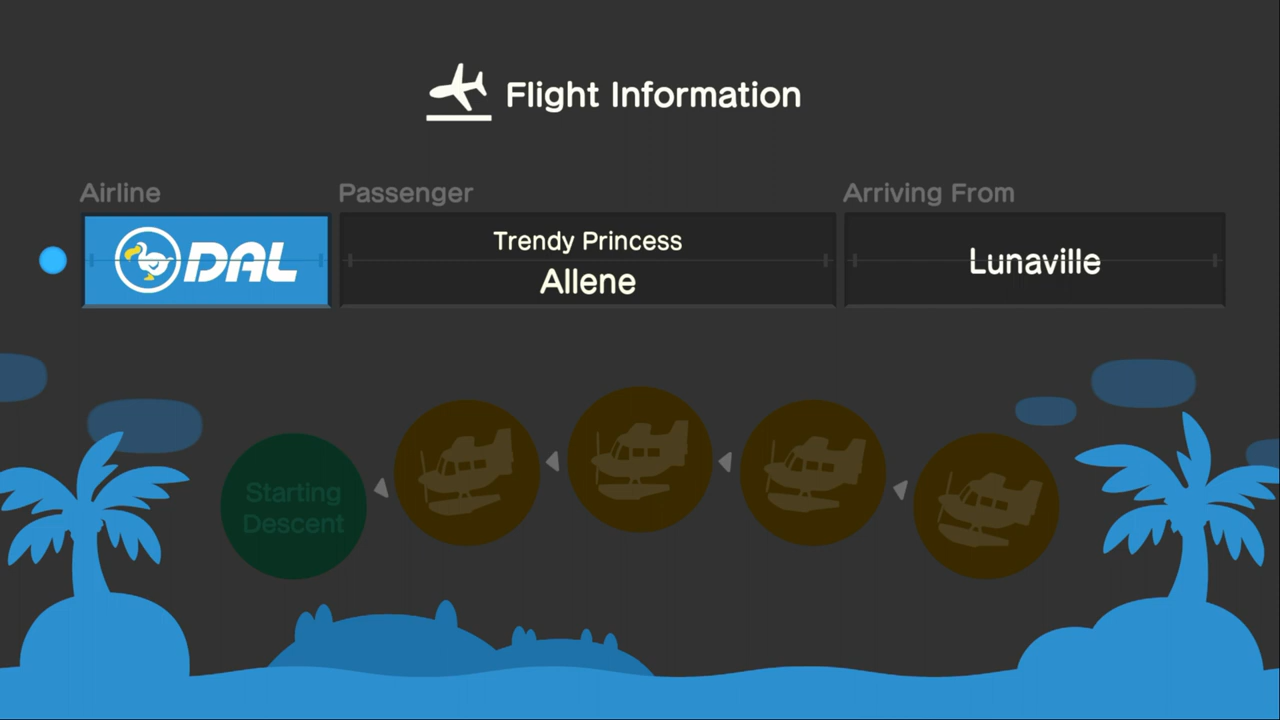 Flight Information
Airline
Passenger
Arriving From
DAL
Trendy Princess
Allene
Lunaville
Starting
Descent